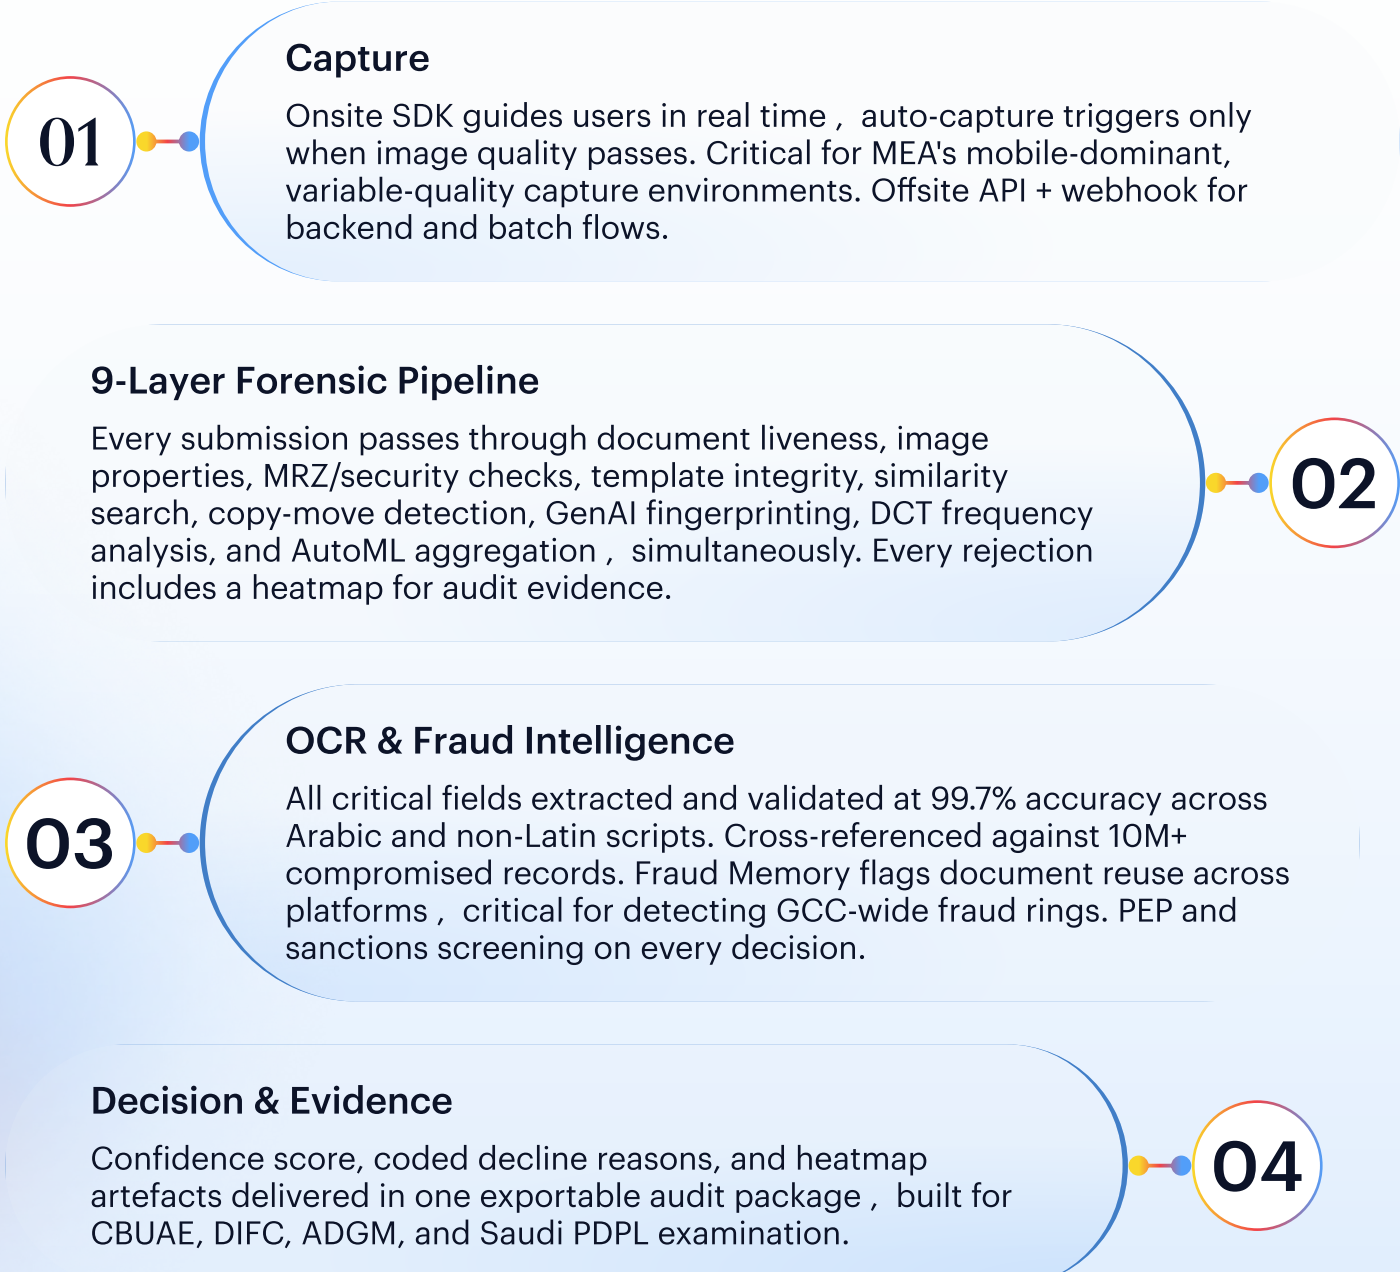 01
Capture
Onsite SDK guides users in real time ,  auto-capture triggers only
when image quality passes. Critical for MEA's mobile-dominant,
variable-quality capture environments. Offsite API + webhook for
backend and batch flows.
9-Layer Forensic Pipeline
Every submission passes through document liveness, image
properties, MRZ/security checks, template integrity, similarity
search, copy-move detection, GenAI fingerprinting, DCT frequency
analysis, and AutoML aggregation ,  simultaneously. Every rejection
includes a heatmap for audit evidence.
02
03
OCR & Fraud Intelligence
All critical fields extracted and validated at 99.7% accuracy across
Arabic and non-Latin scripts. Cross-referenced against 10M+
compromised records. Fraud Memory flags document reuse across
platforms ,  critical for detecting GCC-wide fraud rings. PEP and
sanctions screening on every decision.
Decision & Evidence
Confidence score, coded decline reasons, and heatmap
artefacts delivered in one exportable audit package ,  built for
CBUAE, DIFC, ADGM, and Saudi PDPL examination.
04